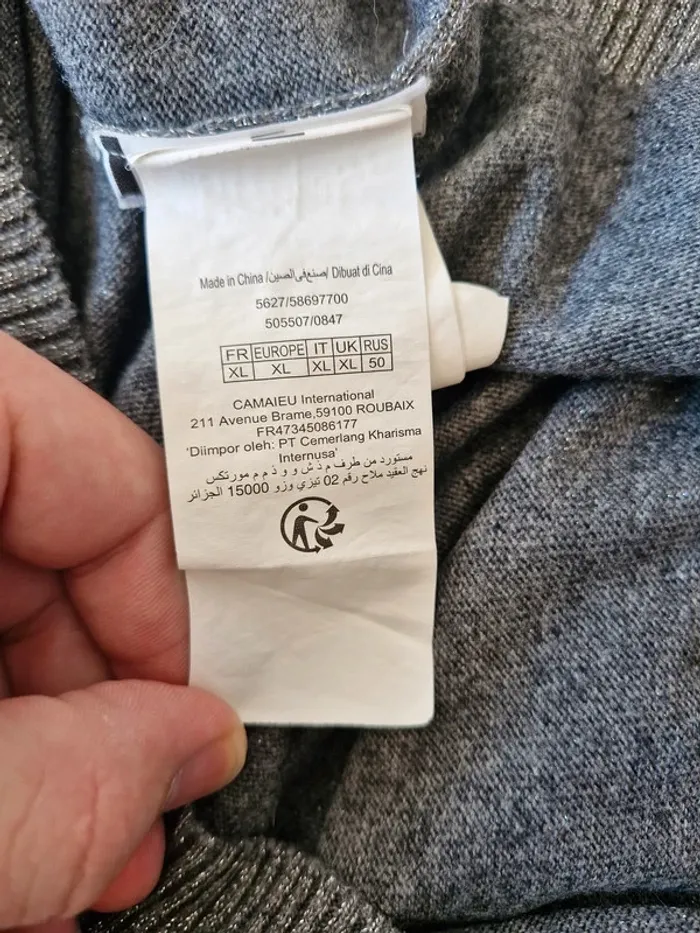 Made in China /صنع في الصين/ Dibuat di Cina
5627/58697700
505507/0847
FR EUROPE IT UK RUS
XL XL XL XL 50
CAMAIEU International
211 Avenue Brame,59100 ROUBAIX
FR47345086177
'Diimpor oleh: PT Cemerlang Kharisma
Internusa'
مستورد من طرف م ذ ش و و ذ م م مورتكس
نهج العقيد ملاح رقم 02 تيزي وزو 15000 الجزائر